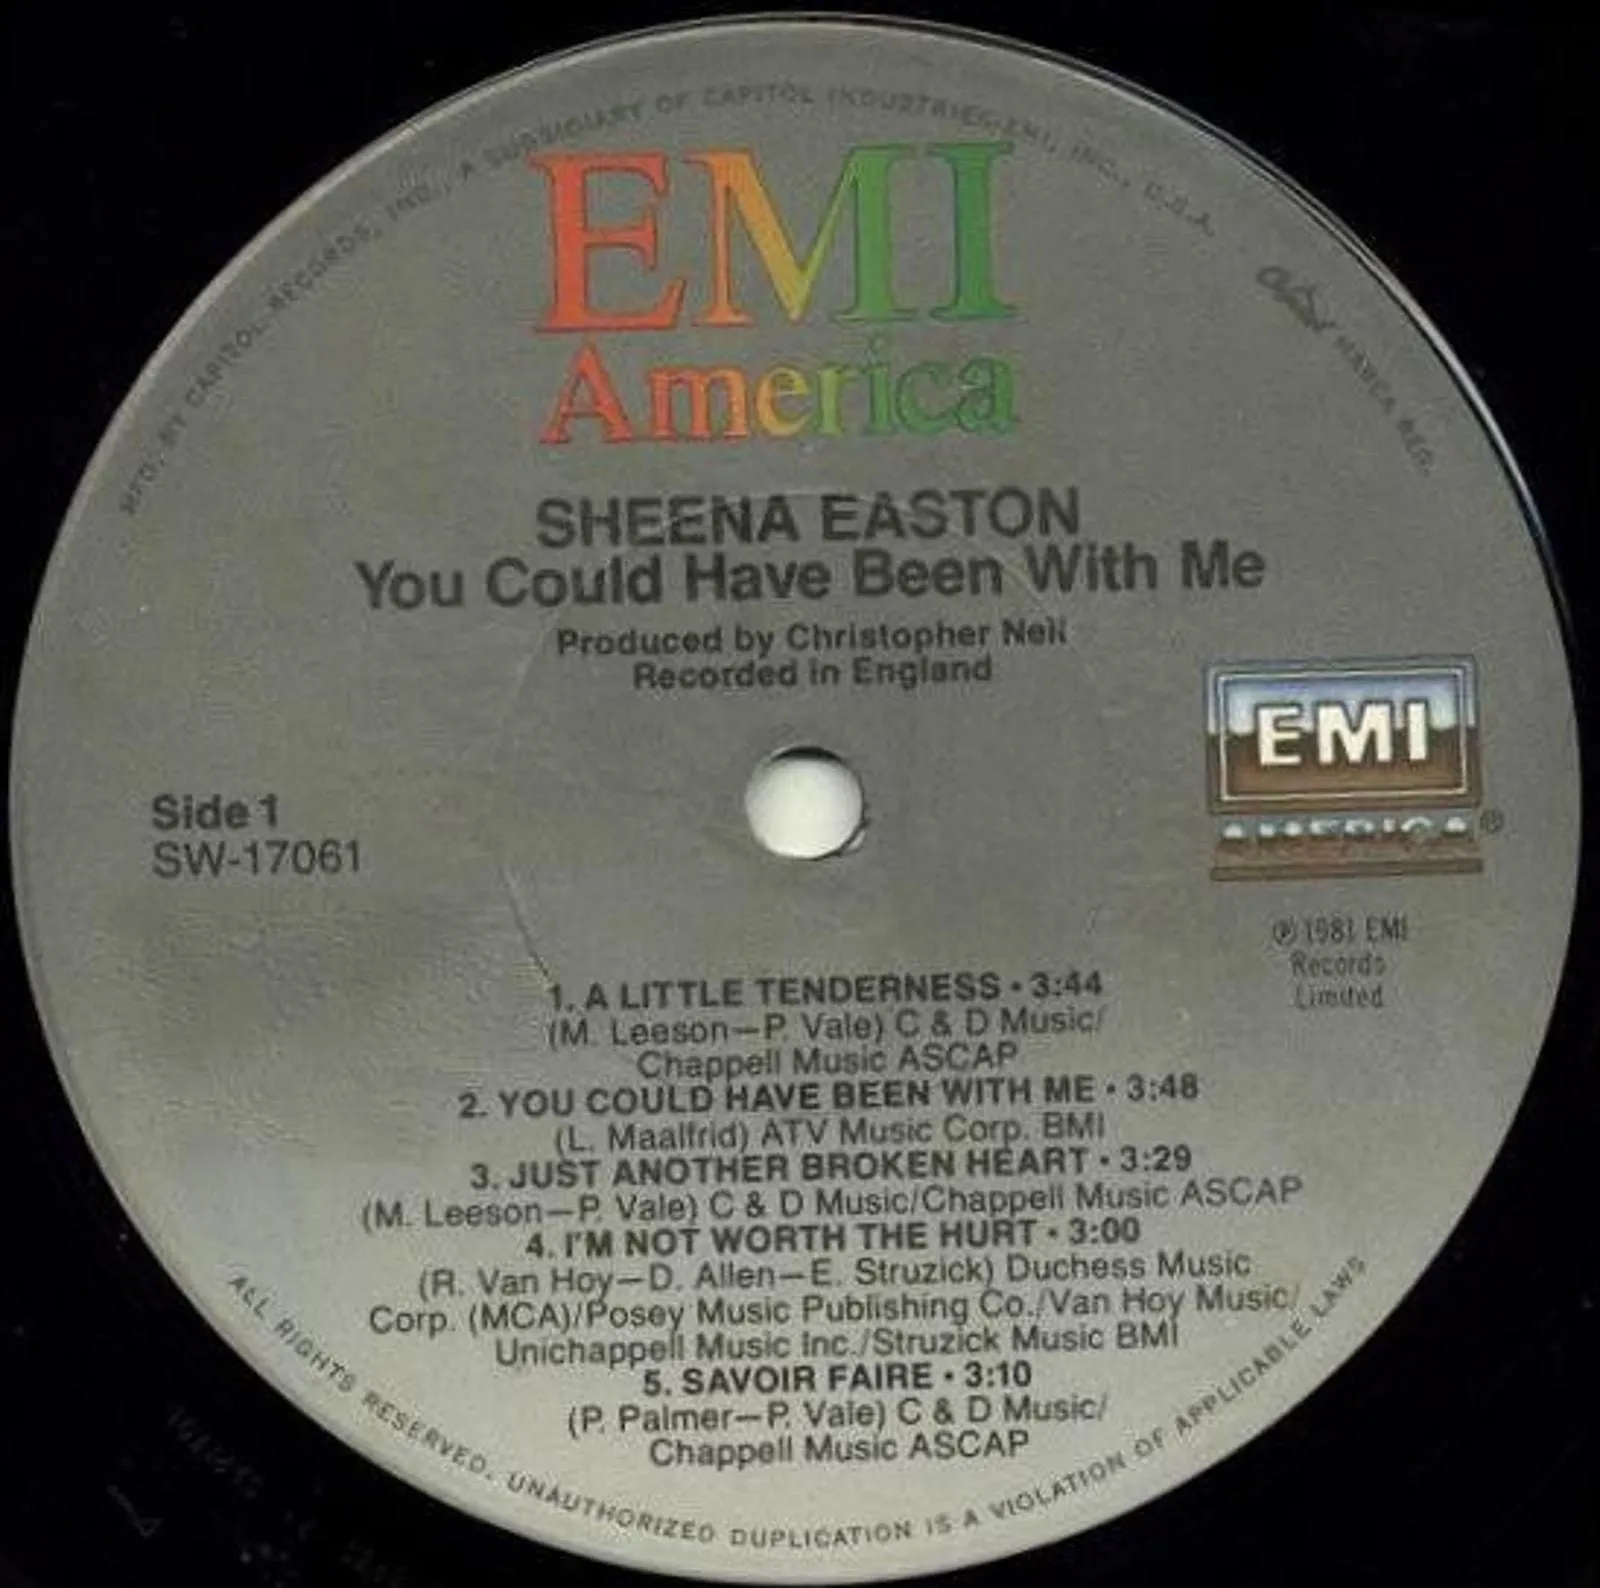 MFD. BY CAPITOL RECORDS, INC., A SUBSIDIARY OF CAPITOL INDUSTRIES-EMI, INC., U.S.A.
Capitol MARCA REG.
EMI
America
SHEENA EASTON
You Could Have Been With Me
Produced by Christopher Neil
Recorded in England
Side 1
SW-17061
EMI
AMERICA®
℗ 1981 EMI
Records
Limited
1. A LITTLE TENDERNESS • 3:44
(M. Leeson—P. Vale) C & D Music/
Chappell Music ASCAP
2. YOU COULD HAVE BEEN WITH ME • 3:48
(L. Maalfrid) ATV Music Corp. BMI
3. JUST ANOTHER BROKEN HEART • 3:29
(M. Leeson—P. Vale) C & D Music/Chappell Music ASCAP
4. I'M NOT WORTH THE HURT • 3:00
(R. Van Hoy—D. Allen—E. Struzick) Duchess Music
Corp. (MCA)/Posey Music Publishing Co./Van Hoy Music/
Unichappell Music Inc./Struzick Music BMI
5. SAVOIR FAIRE • 3:10
(P. Palmer—P. Vale) C & D Music/
Chappell Music ASCAP
ALL RIGHTS RESERVED. UNAUTHORIZED DUPLICATION IS A VIOLATION OF APPLICABLE LAWS